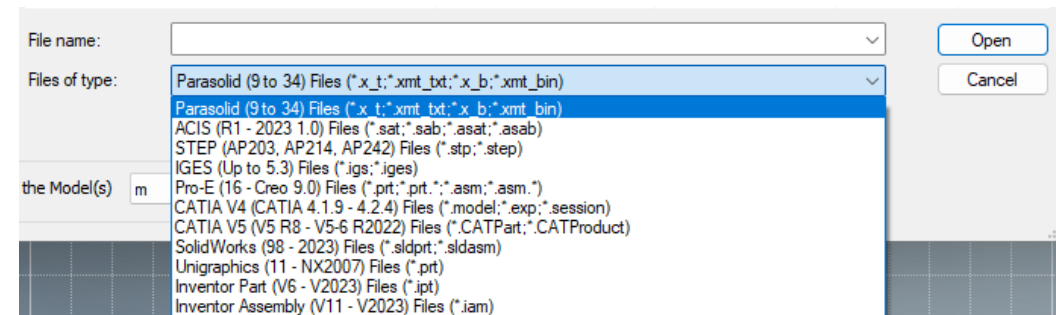 File name:
Open
Files of type:
Parasolid (9 to 34) Files (*.x_t;*.xmt_txt;*.x_b;*.xmt_bin)
Cancel
Parasolid (9 to 34) Files (*.x_t;*.xmt_txt;*.x_b;*.xmt_bin)
ACIS (R1 - 2023 1.0) Files (*.sat;*.sab;*.asat;*.asab)
STEP (AP203, AP214, AP242) Files (*.stp;*.step)
IGES (Up to 5.3) Files (*.igs;*.iges)
the Model(s)
m
Pro-E (16 - Creo 9.0) Files (*.prt;*.prt.*;*.asm;*.asm.*)
CATIA V4 (CATIA 4.1.9 - 4.2.4) Files (*.model;*.exp;*.session)
CATIA V5 (V5 R8 - V5-6 R2022) Files (*.CATPart;*.CATProduct)
SolidWorks (98 - 2023) Files (*.sldprt;*.sldasm)
Unigraphics (11 - NX2007) Files (*.prt)
Inventor Part (V6 - V2023) Files (*.ipt)
Inventor Assembly (V11 - V2023) Files (*.iam)